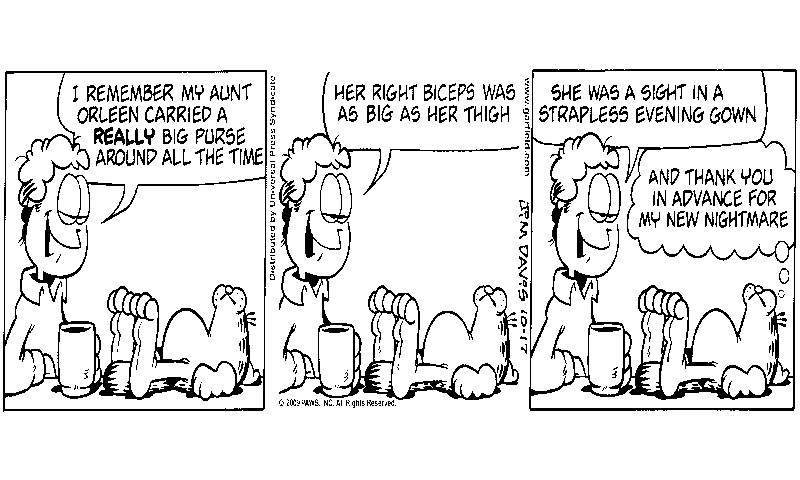 I REMEMBER MY AUNT
ORLEEN CARRIED A
REALLY BIG PURSE
AROUND ALL THE TIME
Distributed by Universal Press Syndicate
HER RIGHT BICEPS WAS
AS BIG AS HER THIGH
© 2009 PAWS, INC. All Rights Reserved.
www.garfield.com
JIM DAVIS 10-17
SHE WAS A SIGHT IN A
STRAPLESS EVENING GOWN
AND THANK YOU
IN ADVANCE FOR
MY NEW NIGHTMARE